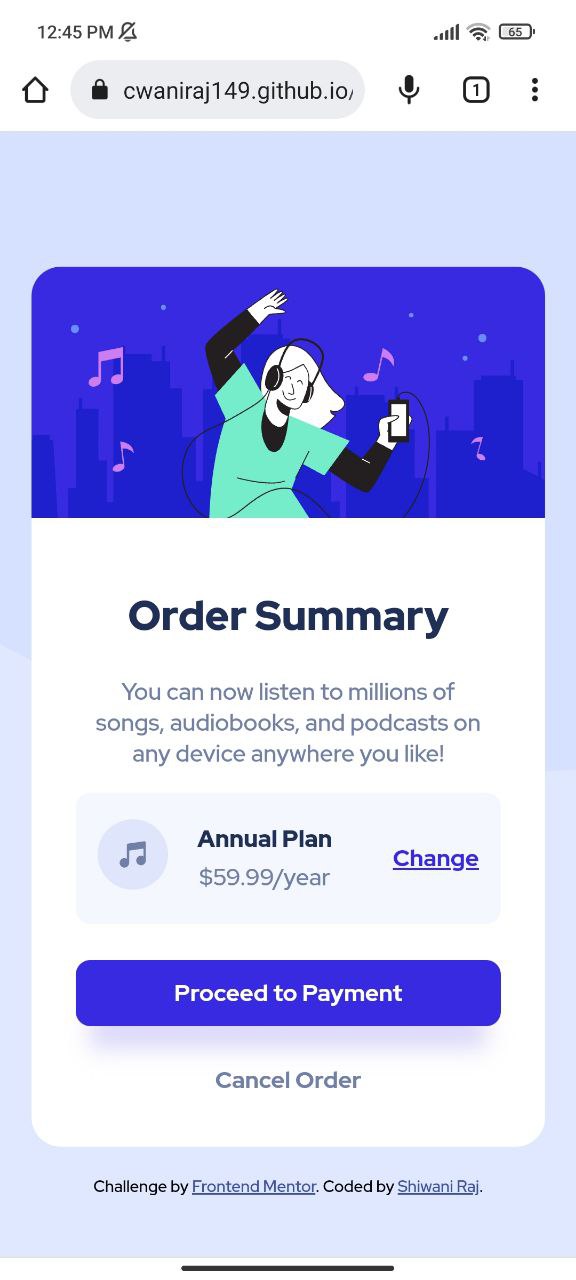 12:45 PM
65
cwaniraj149.github.io/
1
Order Summary
You can now listen to millions of
songs, audiobooks, and podcasts on
any device anywhere you like!
Annual Plan
$59.99/year
Change
Proceed to Payment
Cancel Order
Challenge by Frontend Mentor. Coded by Shiwani Raj.